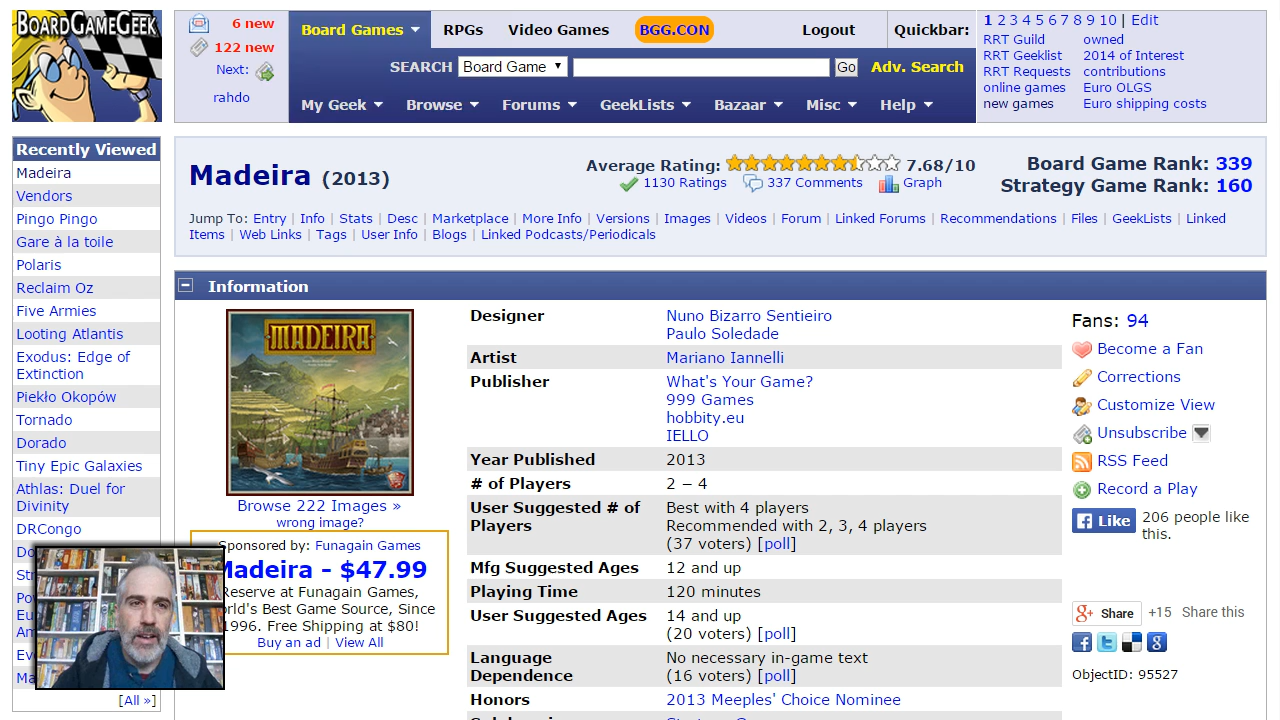 BOARDGAMEGEEK
6 new
122 new
Next:
rahdo
Board Games
RPGs
Video Games
BGG.CON
Logout
Quickbar:
SEARCH
Board Game
Go
Adv. Search
My Geek
Browse
Forums
GeekLists
Bazaar
Misc
Help
1 2 3 4 5 6 7 8 9 10 | Edit
RRT Guild owned
RRT Geeklist 2014 of Interest
RRT Requests contributions
online games Euro OLGS
new games Euro shipping costs
Recently Viewed
Madeira
Vendors
Pingo Pingo
Gare à la toile
Polaris
Reclaim Oz
Five Armies
Looting Atlantis
Exodus: Edge of
Extinction
Piekło Okopów
Tornado
Dorado
Tiny Epic Galaxies
Athlas: Duel for
Divinity
DRCongo
[All »]
Madeira (2013)
Average Rating: 7.68/10
1130 Ratings 337 Comments Graph
Board Game Rank: 339
Strategy Game Rank: 160
Jump To: Entry | Info | Stats | Desc | Marketplace | More Info | Versions | Images | Videos | Forum | Linked Forums | Recommendations | Files | GeekLists | Linked
Items | Web Links | Tags | User Info | Blogs | Linked Podcasts/Periodicals
Information
MADEIRA
Browse 222 Images »
wrong image?
Sponsored by: Funagain Games
Madeira - $47.99
Reserve at Funagain Games,
World's Best Game Source, Since
1996. Free Shipping at $80!
Buy an ad | View All
Designer Nuno Bizarro Sentieiro
Paulo Soledade
Artist Mariano Iannelli
Publisher What's Your Game?
999 Games
hobbity.eu
IELLO
Year Published 2013
# of Players 2 − 4
User Suggested # of Best with 4 players
Players Recommended with 2, 3, 4 players
(37 voters) [poll]
Mfg Suggested Ages 12 and up
Playing Time 120 minutes
User Suggested Ages 14 and up
(20 voters) [poll]
Language No necessary in-game text
Dependence (16 voters) [poll]
Honors 2013 Meeples' Choice Nominee
Fans: 94
Become a Fan
Corrections
Customize View
Unsubscribe
RSS Feed
Record a Play
Like 206 people like
this.
Share +15 Share this
ObjectID: 95527